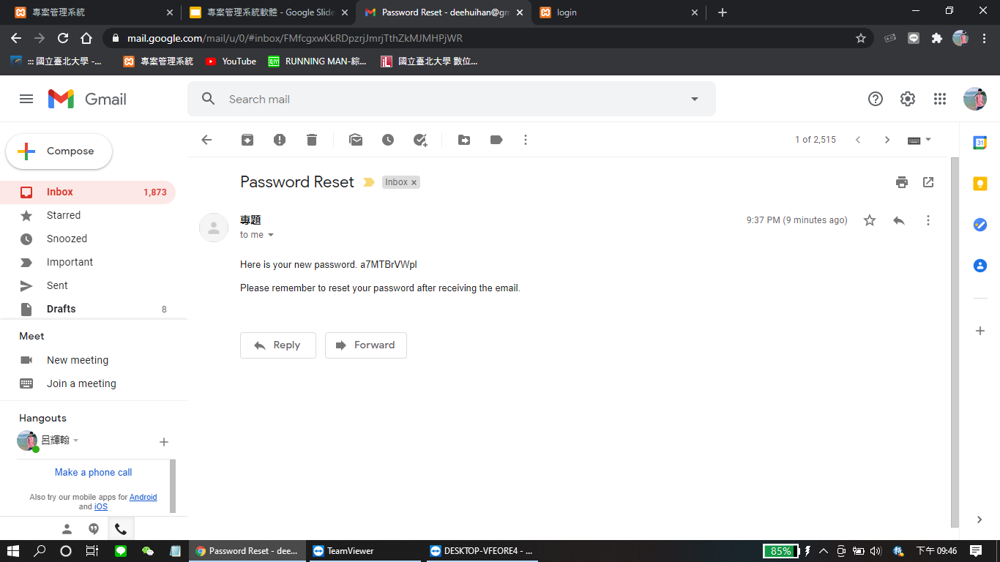 專案管理系統
專案管理系統軟體 - Google Slide
Password Reset - deehuihan@gm
login
mail.google.com/mail/u/0/#inbox/FMfcgxwKkRDpzrjJmrjTthZkMJMHPjWR
::: 國立臺北大學 -...
專案管理系統
YouTube
RUNNING MAN-綜...
國立臺北大學 數位...
Gmail
Search mail
Compose
1 of 2,515
31
Password Reset
Inbox ×
Inbox 1,873
Starred
Snoozed
Important
Sent
Drafts 8
專題
9:37 PM (9 minutes ago)
to me
Here is your new password. a7MTBrVWpl
Please remember to reset your password after receiving the email.
Reply
Forward
Meet
New meeting
Join a meeting
Hangouts
呂輝翰
Make a phone call
Also try our mobile apps for Android
and iOS
Password Reset - dee...
TeamViewer
DESKTOP-VFEORE4 - ...
85%
下午 09:46